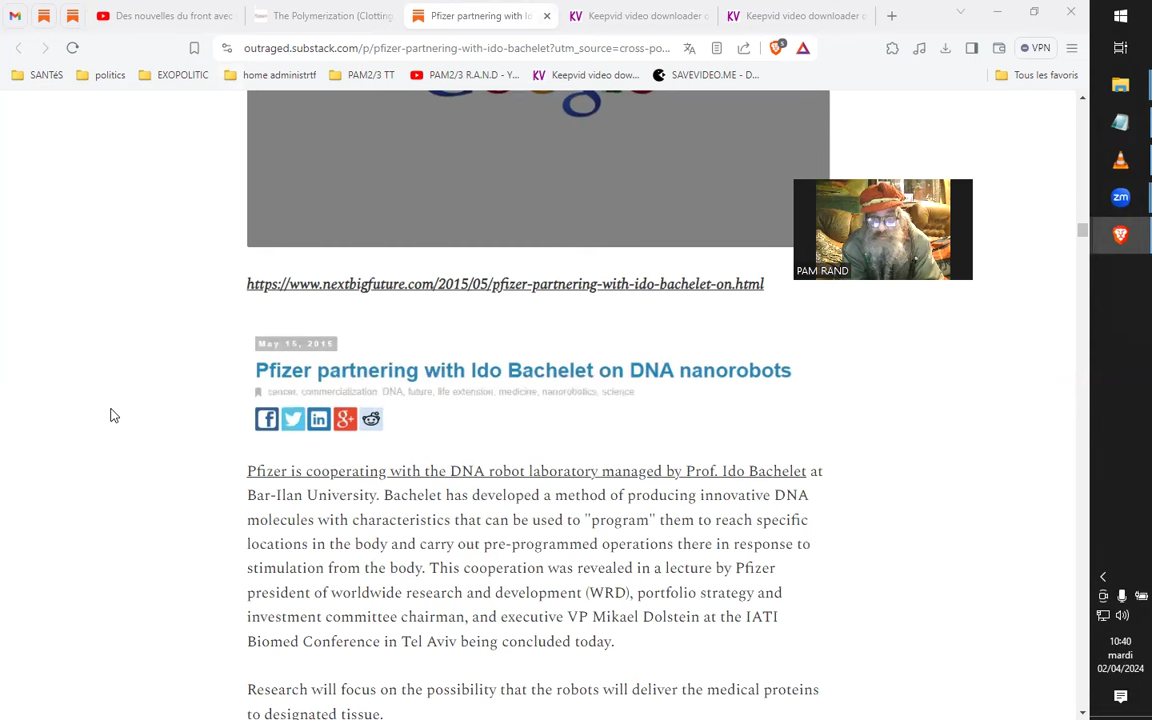 Des nouvelles du front avec
The Polymerization (Clotting
Pfizer partnering with Id
Keepvid video downloader o
Keepvid video downloader o
outraged.substack.com/p/pfizer-partnering-with-ido-bachelet?utm_source=cross-po...
VPN
SANTéS
politics
EXOPOLITIC
home administrtf
PAM2/3 TT
PAM2/3 R.A.N.D - Y...
Keepvid video dow...
SAVEVIDEO.ME - D...
Tous les favoris
PAM RAND
https://www.nextbigfuture.com/2015/05/pfizer-partnering-with-ido-bachelet-on.html
May 15, 2015
Pfizer partnering with Ido Bachelet on DNA nanorobots
cancer, commercialization, DNA, future, life extension, medicine, nanorobotics, science
Pfizer is cooperating with the DNA robot laboratory managed by Prof. Ido Bachelet at
Bar-Ilan University. Bachelet has developed a method of producing innovative DNA
molecules with characteristics that can be used to "program" them to reach specific
locations in the body and carry out pre-programmed operations there in response to
stimulation from the body. This cooperation was revealed in a lecture by Pfizer
president of worldwide research and development (WRD), portfolio strategy and
investment committee chairman, and executive VP Mikael Dolstein at the IATI
Biomed Conference in Tel Aviv being concluded today.
Research will focus on the possibility that the robots will deliver the medical proteins
to designated tissue.
zm
10:40
mardi
02/04/2024